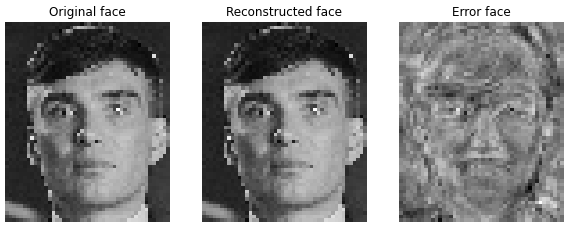 Original face
Reconstructed face
Error face